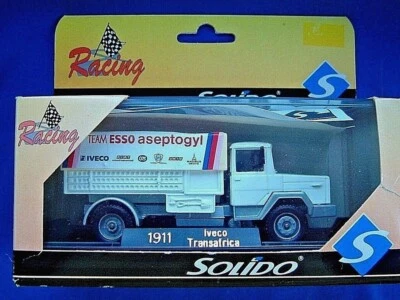 Racing
SOLIDO
S
Racing
TEAM ESSO aseptogyl
IVECO
1911 Iveco
Transafrica
S
SOLIDO